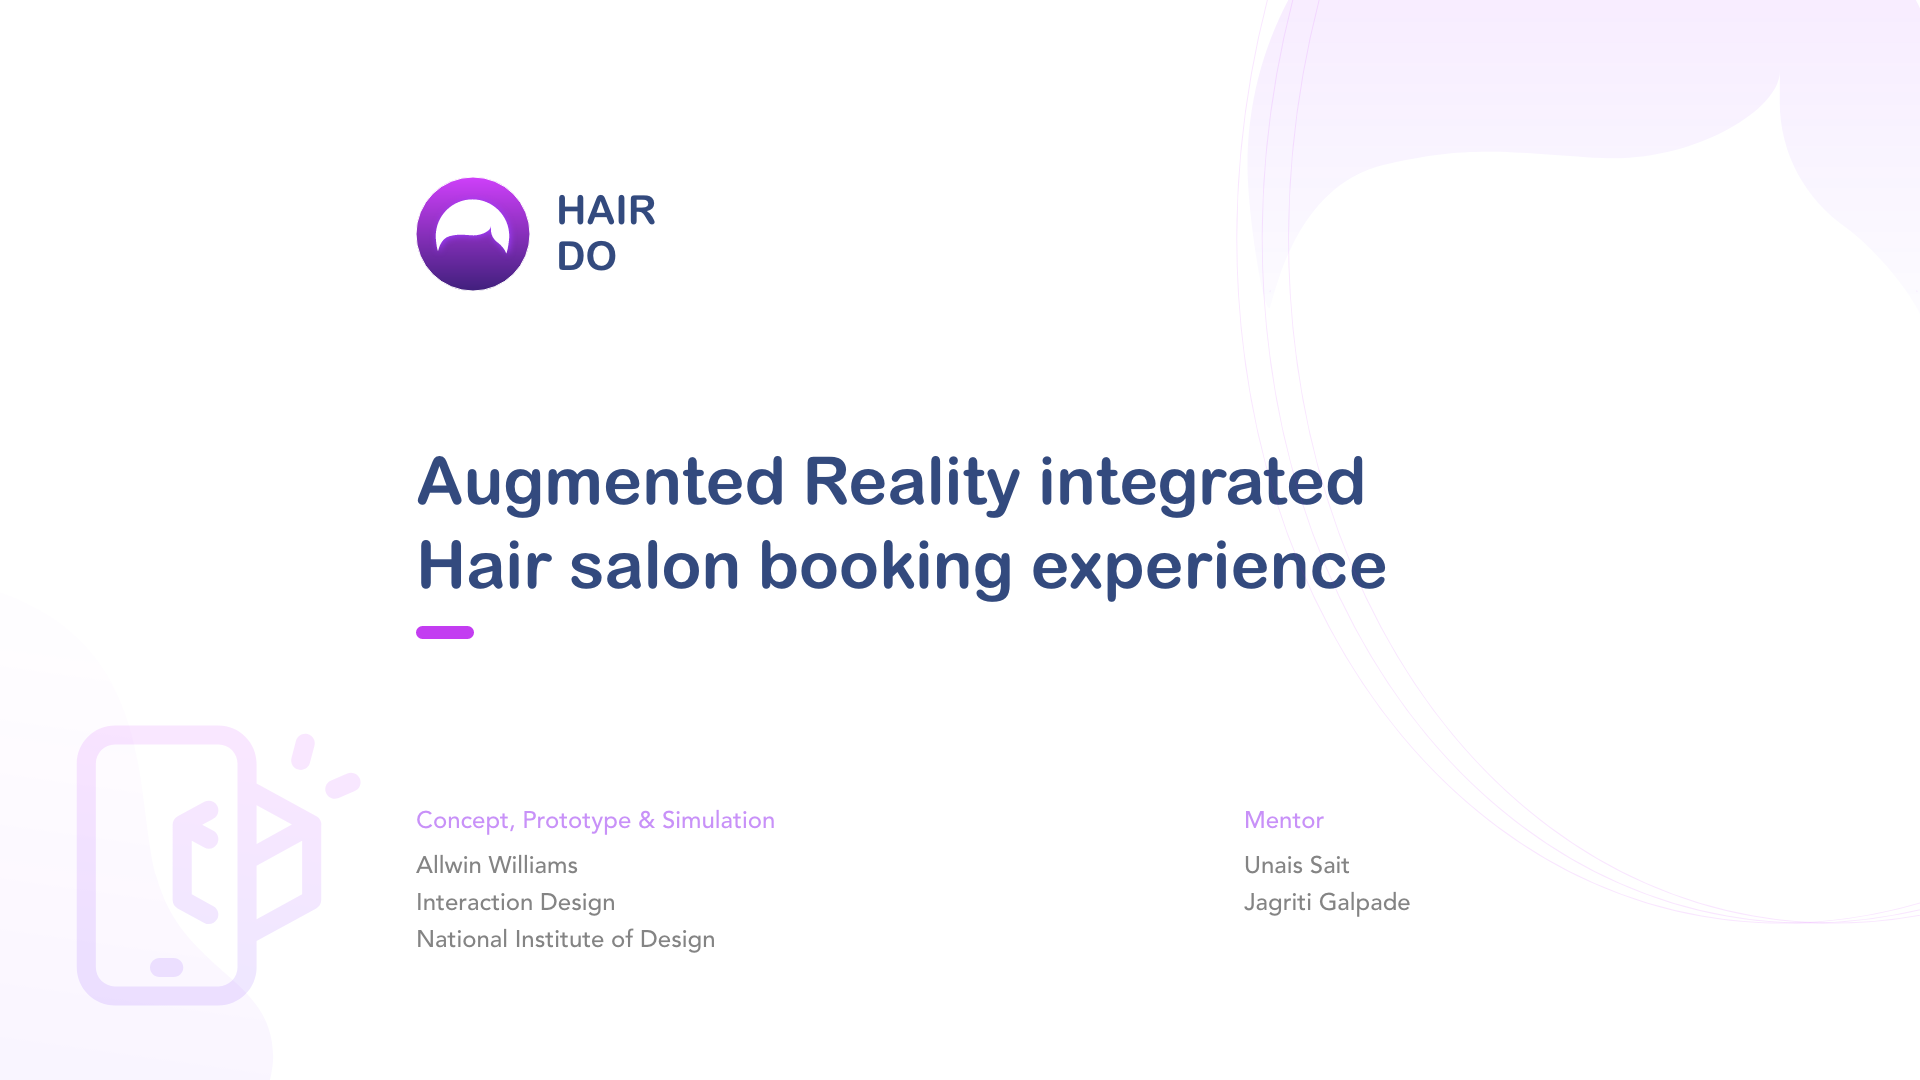 HAIR
DO
Augmented Reality integrated
Hair salon booking experience
Concept, Prototype & Simulation
Allwin Williams
Interaction Design
National Institute of Design
Mentor
Unais Sait
Jagriti Galpade